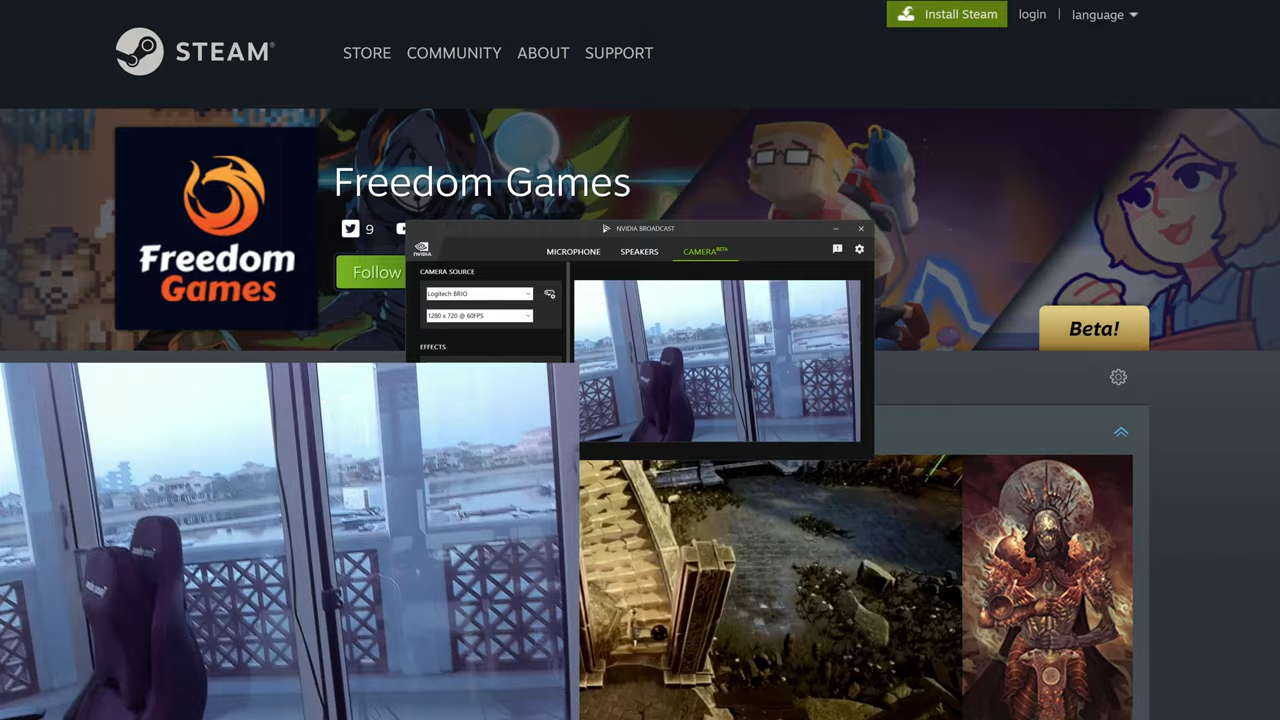 Install Steam
login
language
STEAM®
STORE
COMMUNITY
ABOUT
SUPPORT
Freedom Games
Freedom
Games
9
Follow
Beta!
NVIDIA BROADCAST
NVIDIA
MICROPHONE
SPEAKERS
CAMERA BETA
CAMERA SOURCE
Logitech BRIO
1280 x 720 @ 60FPS
EFFECTS